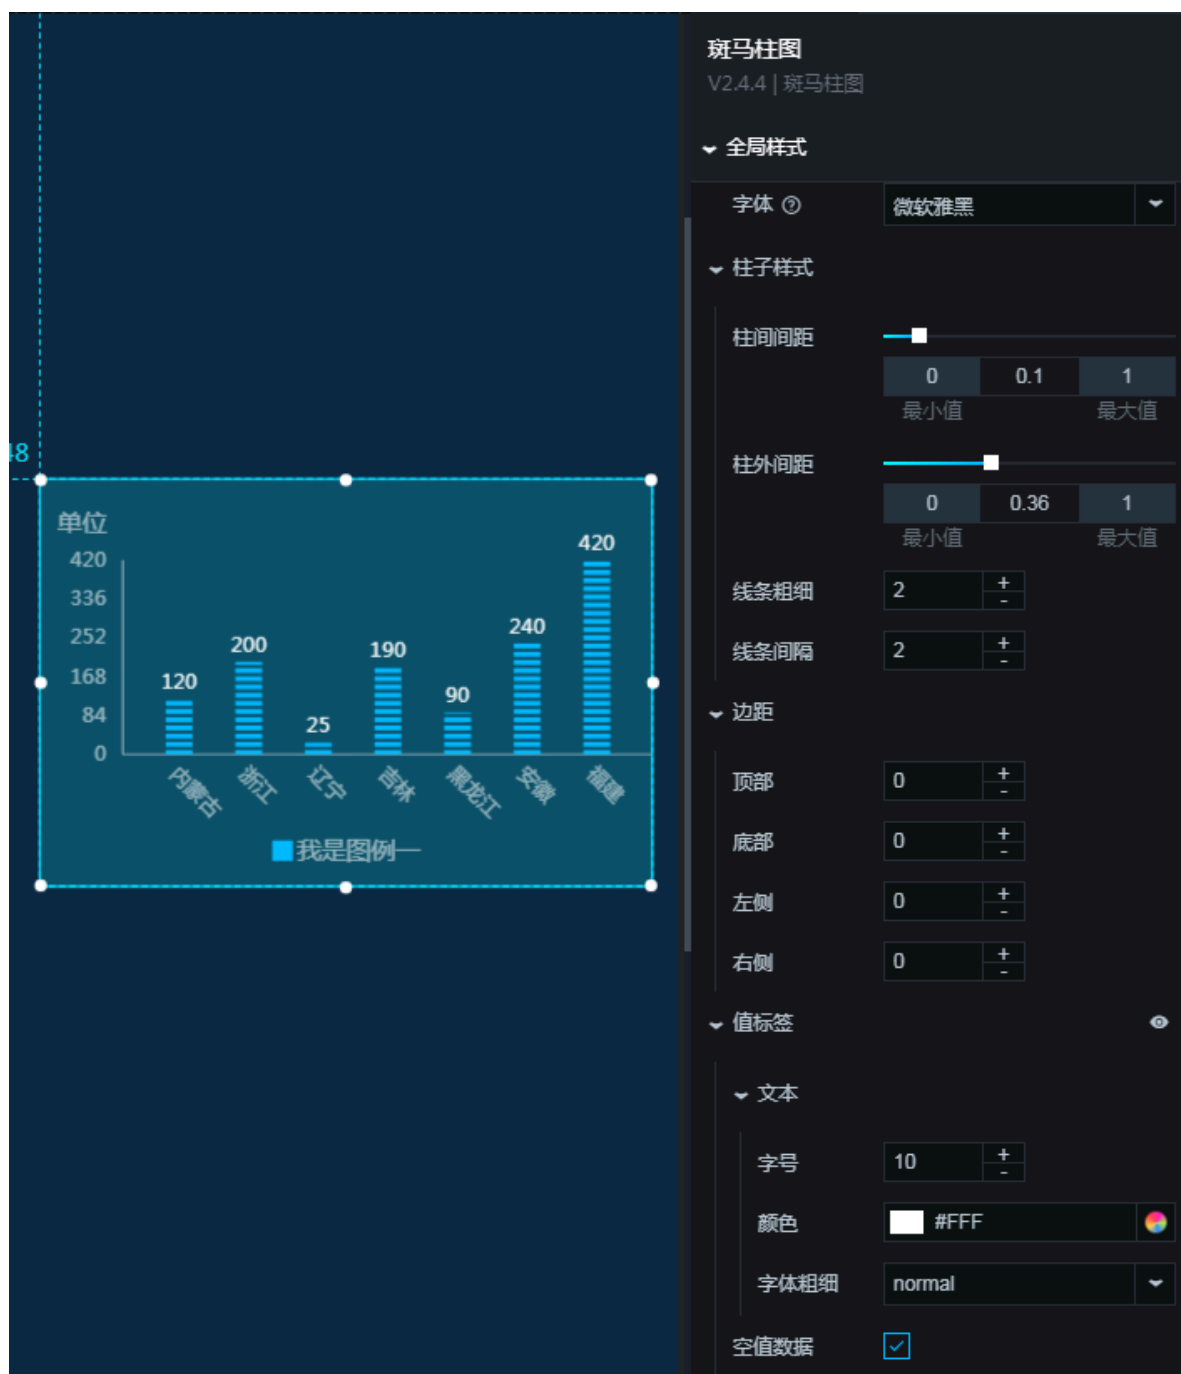 48
单位
420
336
252
168
84
0
120
200
25
190
90
240
420
内蒙古
浙江
辽宁
吉林
黑龙江
安徽
福建
我是图例一
斑马柱图
V2.4.4 | 斑马柱图
全局样式
字体 ? 微软雅黑
柱子样式
柱间间距
0 0.1 1
最小值 最大值
柱外间距
0 0.36 1
最小值 最大值
线条粗细 2 + -
线条间隔 2 + -
边距
顶部 0 + -
底部 0 + -
左侧 0 + -
右侧 0 + -
值标签
文本
字号 10 + -
颜色 #FFF
字体粗细 normal
空值数据